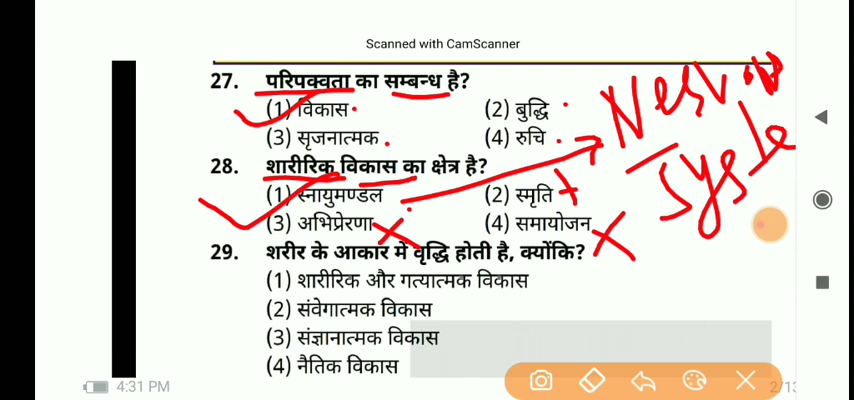 Scanned with CamScanner
27. परिपक्वता का सम्बन्ध है?
(1) विकास (2) बुद्धि
(3) सृजनात्मक (4) रुचि
28. शारीरिक विकास का क्षेत्र है?
(1) स्नायुमण्डल (2) स्मृति
(3) अभिप्रेरणा (4) समायोजन
29. शरीर के आकार में वृद्धि होती है, क्योंकि?
(1) शारीरिक और गत्यात्मक विकास
(2) संवेगात्मक विकास
(3) संज्ञानात्मक विकास
(4) नैतिक विकास
4:31 PM
2/13